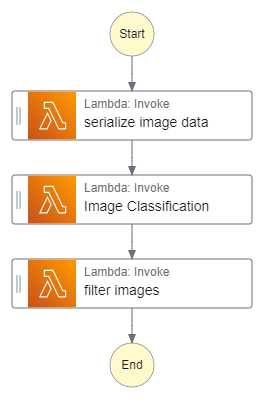 Start
Lambda: Invoke
serialize image data
Lambda: Invoke
Image Classification
Lambda: Invoke
filter images
End